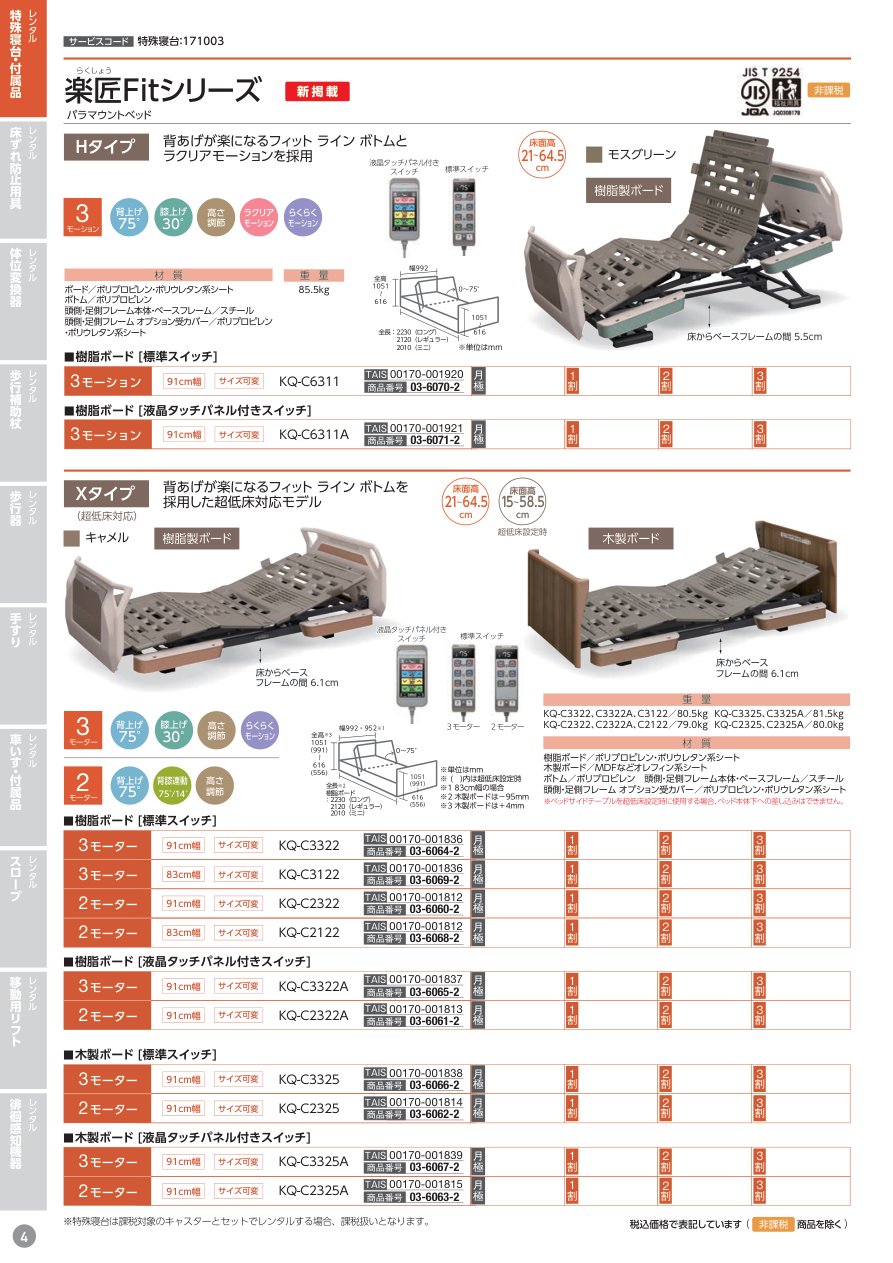 レンタル
特殊寝台・付属品
レンタル
床ずれ防止用具
レンタル
体位変換器
レンタル
歩行補助杖
レンタル
歩行器
レンタル
手すり
レンタル
車いす・付属品
レンタル
スロープ
レンタル
移動用リフト
レンタル
徘徊感知機器
4
サービスコード 特殊寝台:171003
らくしょう
楽匠Fitシリーズ
新掲載
パラマウントベッド
JIS T 9254
JIS
福祉用具
JQA JQ0308178
非課税
Hタイプ
背あげが楽になるフィット ライン ボトムと
ラクリアモーションを採用
床面高
21~64.5
cm
モスグリーン
樹脂製ボード
液晶タッチパネル付き
スイッチ
標準スイッチ
3
モーション
背上げ
75°
膝上げ
30°
高さ
調節
ラクリア
モーション
らくらく
モーション
材 質
ボード/ポリプロピレン・ポリウレタン系シート
ボトム/ポリプロピレン
頭側・足側フレーム本体・ベースフレーム/スチール
頭側・足側フレーム オプション受カバー/ポリプロピレン
・ポリウレタン系シート
重 量
85.5kg
幅992
全高
1051
~
616
0~75°
1051
~
616
全長:2230(ロング)
2120(レギュラー)
2010(ミニ)
※単位はmm
床からベースフレームの間 5.5cm
■樹脂ボード [標準スイッチ]
3モーション 91cm幅 サイズ可変 KQ-C6311 TAIS 00170-001920 商品番号 03-6070-2 月極 1割 2割 3割
■樹脂ボード [液晶タッチパネル付きスイッチ]
3モーション 91cm幅 サイズ可変 KQ-C6311A TAIS 00170-001921 商品番号 03-6071-2 月極 1割 2割 3割
Xタイプ
(超低床対応)
背あげが楽になるフィット ライン ボトムを
採用した超低床対応モデル
床面高
21~64.5
cm
床面高
15~58.5
cm
超低床設定時
キャメル
樹脂製ボード
木製ボード
液晶タッチパネル付き
スイッチ
標準スイッチ
3モーター 2モーター
床からベース
フレームの間 6.1cm
床からベース
フレームの間 6.1cm
3
モーター
背上げ
75°
膝上げ
30°
高さ
調節
らくらく
モーション
2
モーター
背上げ
75°
背膝連動
75°/14°
高さ
調節
幅992・952※1
全高※3
1051
(991)
~
616
(556)
0~75°
1051
(991)
~
616
(556)
全長※2
樹脂ボード
:2230(ロング)
2120(レギュラー)
2010(ミニ)
※単位はmm
※( )内は超低床設定時
※1 83cm幅の場合
※2 木製ボードは−95mm
※3 木製ボードは+4mm
重 量
KQ-C3322、C3322A、C3122/80.5kg KQ-C3325、C3325A/81.5kg
KQ-C2322、C2322A、C2122/79.0kg KQ-C2325、C2325A/80.0kg
材 質
樹脂ボード/ポリプロピレン・ポリウレタン系シート
木製ボード/MDFなどオレフィン系シート
ボトム/ポリプロピレン 頭側・足側フレーム本体・ベースフレーム/スチール
頭側・足側フレーム オプション受カバー/ポリプロピレン・ポリウレタン系シート
※ベッドサイドテーブルを超低床設定時に使用する場合、ベッド本体下への差し込みはできません。
■樹脂ボード [標準スイッチ]
3モーター 91cm幅 サイズ可変 KQ-C3322 TAIS 00170-001836 商品番号 03-6064-2 月極 1割 2割 3割
3モーター 83cm幅 サイズ可変 KQ-C3122 TAIS 00170-001836 商品番号 03-6069-2 月極 1割 2割 3割
2モーター 91cm幅 サイズ可変 KQ-C2322 TAIS 00170-001812 商品番号 03-6060-2 月極 1割 2割 3割
2モーター 83cm幅 サイズ可変 KQ-C2122 TAIS 00170-001812 商品番号 03-6068-2 月極 1割 2割 3割
■樹脂ボード [液晶タッチパネル付きスイッチ]
3モーター 91cm幅 サイズ可変 KQ-C3322A TAIS 00170-001837 商品番号 03-6065-2 月極 1割 2割 3割
2モーター 91cm幅 サイズ可変 KQ-C2322A TAIS 00170-001813 商品番号 03-6061-2 月極 1割 2割 3割
■木製ボード [標準スイッチ]
3モーター 91cm幅 サイズ可変 KQ-C3325 TAIS 00170-001838 商品番号 03-6066-2 月極 1割 2割 3割
2モーター 91cm幅 サイズ可変 KQ-C2325 TAIS 00170-001814 商品番号 03-6062-2 月極 1割 2割 3割
■木製ボード [液晶タッチパネル付きスイッチ]
3モーター 91cm幅 サイズ可変 KQ-C3325A TAIS 00170-001839 商品番号 03-6067-2 月極 1割 2割 3割
2モーター 91cm幅 サイズ可変 KQ-C2325A TAIS 00170-001815 商品番号 03-6063-2 月極 1割 2割 3割
※特殊寝台は課税対象のキャスターとセットでレンタルする場合、課税扱いとなります。
税込価格で表記しています(非課税 商品を除く)